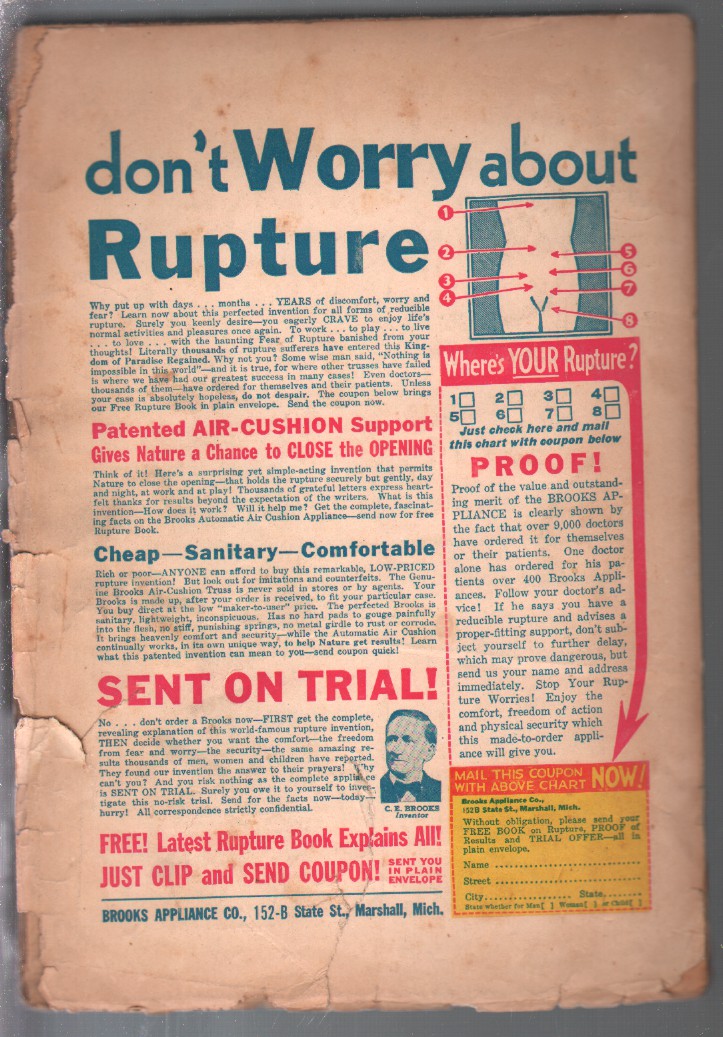 don't Worry about
Rupture
Why put up with days . . . months . . . YEARS of discomfort, worry and
fear? Learn now about this perfected invention for all forms of reducible
rupture. Surely you keenly desire—you eagerly CRAVE to enjoy life's
normal activities and pleasures once again. To work . . . to play . . . to live
. . . to love . . . with the haunting Fear of Rupture banished from your
thoughts! Literally thousands of rupture sufferers have entered this King-
dom of Paradise Regained. Why not you? Some wise man said, "Nothing is
impossible in this world"—and it is true, for where other trusses have failed
is where we have had our greatest success in many cases! Even doctors—
thousands of them—have ordered for themselves and their patients. Unless
your case is absolutely hopeless, do not despair. The coupon below brings
our Free Rupture Book in plain envelope. Send the coupon now.
Patented AIR-CUSHION Support
Gives Nature a Chance to CLOSE the OPENING
Think of it! Here's a surprising yet simple-acting invention that permits
Nature to close the opening—that holds the rupture securely but gently, day
and night, at work and at play! Thousands of grateful letters express heart-
felt thanks for results beyond the expectation of the writers. What is this
invention—How does it work? Will it help me? Get the complete, fascinat-
ing facts on the Brooks Automatic Air Cushion Appliance—send now for free
Rupture Book.
Cheap—Sanitary—Comfortable
Rich or poor—ANYONE can afford to buy this remarkable, LOW-PRICED
rupture invention! But look out for imitations and counterfeits. The Genu-
ine Brooks Air-Cushion Truss is never sold in stores or by agents. Your
Brooks is made up, after your order is received, to fit your particular case.
You buy direct at the low "maker-to-user" price. The perfected Brooks is
sanitary, lightweight, inconspicuous. Has no hard pads to gouge painfully
into the flesh, no stiff, punishing springs, no metal girdle to rust or corrode.
It brings heavenly comfort and security—while the Automatic Air Cushion
continually works, in its own unique way, to help Nature get results! Learn
what this patented invention can mean to you—send coupon quick!
SENT ON TRIAL!
No . . . don't order a Brooks now—FIRST get the complete,
revealing explanation of this world-famous rupture invention,
THEN decide whether you want the comfort—the freedom
from fear and worry—the security—the same amazing re-
sults thousands of men, women and children have reported.
They found our invention the answer to their prayers! Why
can't you? And you risk nothing as the complete appliance
is SENT ON TRIAL. Surely you owe it to yourself to inves-
tigate this no-risk trial. Send for the facts now—today—
hurry! All correspondence strictly confidential.
C. E. BROOKS
Inventor
FREE! Latest Rupture Book Explains All!
JUST CLIP and SEND COUPON!
SENT YOU
IN PLAIN
ENVELOPE
BROOKS APPLIANCE CO., 152-B State St., Marshall, Mich.
1
2
3
4
5
6
7
8
Where's YOUR Rupture?
1 2 3 4
5 6 7 8
Just check here and mail
this chart with coupon below
PROOF!
Proof of the value and outstand-
ing merit of the BROOKS AP-
PLIANCE is clearly shown by
the fact that over 9,000 doctors
have ordered it for themselves
or their patients. One doctor
alone has ordered for his pa-
tients over 400 Brooks Appli-
ances. Follow your doctor's ad-
vice! If he says you have a
reducible rupture and advises a
proper-fitting support, don't sub-
ject yourself to further delay,
which may prove dangerous, but
send us your name and address
immediately. Stop Your Rup-
ture Worries! Enjoy the
comfort, freedom of action
and physical security which
this made-to-order appli-
ance will give you.
MAIL THIS COUPON
WITH ABOVE CHART NOW!
Brooks Appliance Co.,
152B State St., Marshall, Mich.
Without obligation, please send your
FREE BOOK on Rupture, PROOF of
Results and TRIAL OFFER—all in
plain envelope.
Name
Street
City State
State whether for Man[ ] Woman[ ] or Child[ ]